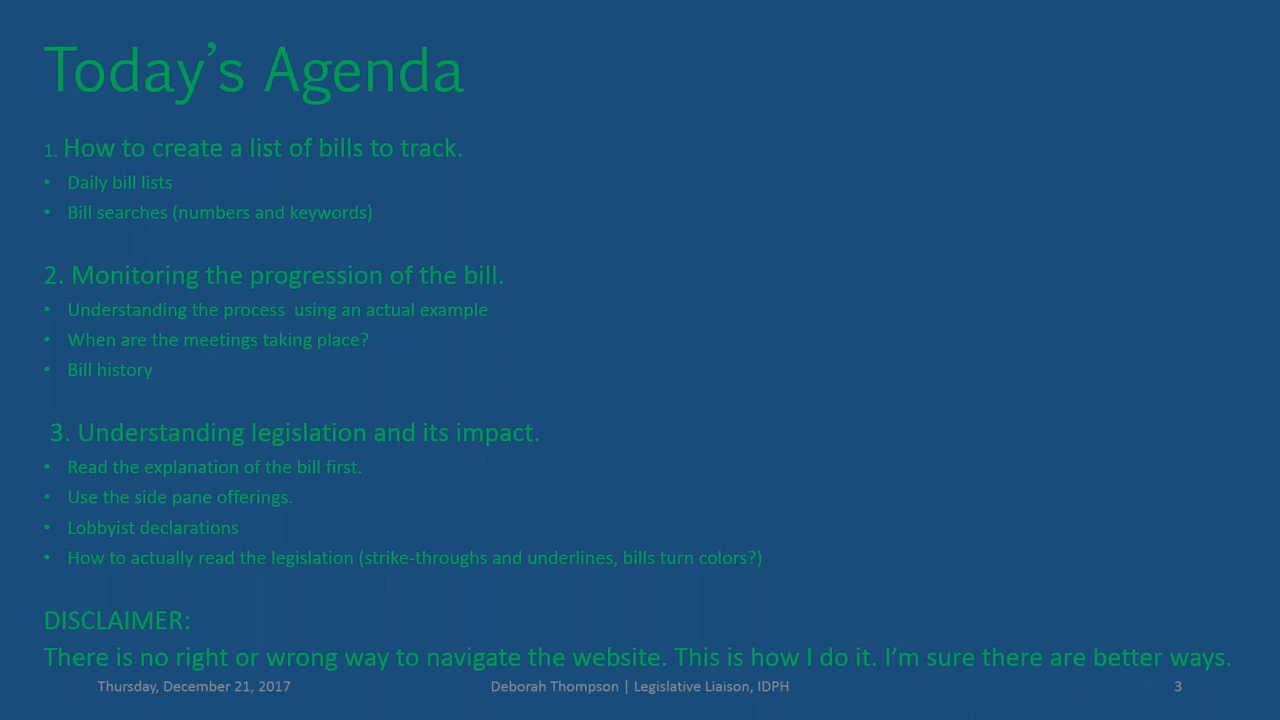 Today’s Agenda
1. How to create a list of bills to track.
• Daily bill lists
• Bill searches (numbers and keywords)
2. Monitoring the progression of the bill.
• Understanding the process  using an actual example
• When are the meetings taking place?
• Bill history
3. Understanding legislation and its impact.
• Read the explanation of the bill first.
• Use the side pane offerings.
• Lobbyist declarations
• How to actually read the legislation (strike-throughs and underlines, bills turn colors?)
DISCLAIMER:
There is no right or wrong way to navigate the website. This is how I do it. I’m sure there are better ways.
Thursday, December 21, 2017 Deborah Thompson | Legislative Liaison, IDPH 3